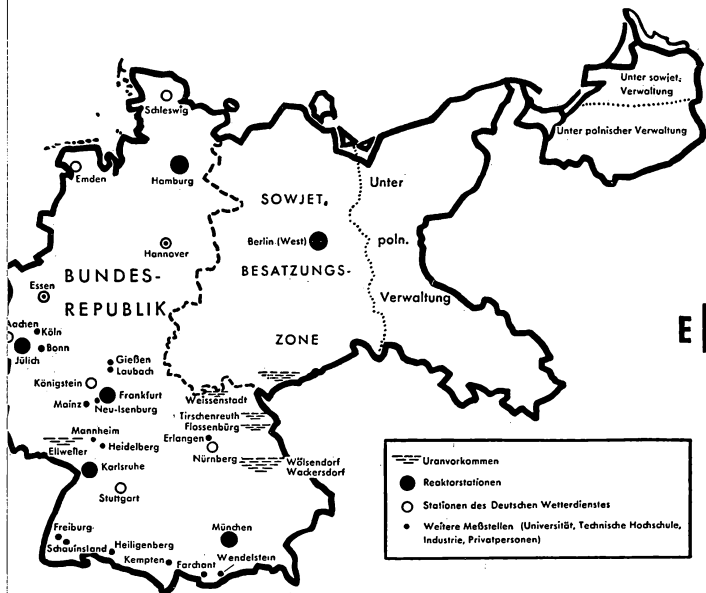 Schleswig
Unter sowjet.
Verwaltung
Unter polnischer Verwaltung
Emden
Hamburg
Unter
SOWJET.
Berlin (West)
poln.
Hannover
BESATZUNGS-
BUNDES-
Essen
Verwaltung
REPUBLIK
Aachen
Köln
ZONE
E
Bonn
Jülich
Gießen
Laubach
Königstein
Frankfurt
Weissenstadt
Mainz
Neu-Isenburg
Tirschenreuth
Flossenbürg
Mannheim
Erlangen
Heidelberg
Ellweiler
Nürnberg
Wölsendorf
Wackersdorf
Karlsruhe
Stuttgart
Uranvorkommen
Reaktorstationen
Stationen des Deutschen Wetterdienstes
Weitere Meßstellen (Universität, Technische Hochschule,
Industrie, Privatpersonen)
Freiburg
München
Schauinsland
Heiligenberg
Wendelstein
Kempten
Farchant